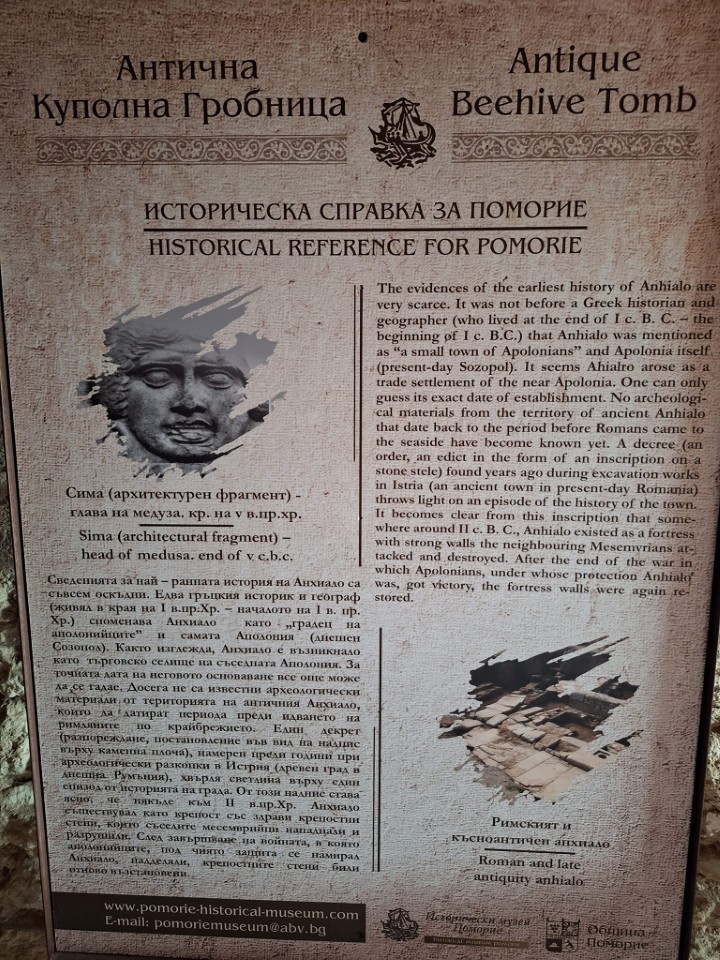 Антична
Куполна Гробница
Antique
Beehive Tomb
ИСТОРИЧЕСКА СПРАВКА ЗА ПОМОРИЕ
HISTORICAL REFERENCE FOR POMORIE
Сима (архитектурен фрагмент) -
глава на медуза. кр. на v в.пр.хр.
Sima (architectural fragment) –
head of medusa. end of v c.b.c.
Сведенията за най – ранната история на Анхиало са
съвсем оскъдни. Едва гръцкия историк и географ
(живял в края на I в.пр.Хр. – началото на I в. пр.
Хр.) споменава Анхиало като „градец на
аполонийците” и самата Аполония (днешен
Созопол). Както изглежда, Анхиало е възникнало
като търговско селище на съседната Аполония. За
точната дата на неговото основаване все още може
да се гадае. Досега не са известни археологически
материали от територията на античния Анхиало,
които да датират периода преди идването на
римляните по крайбрежието. Един декрет
(разпореждане, постановление във вид на надпис
върху каменна плоча), намерен преди години при
археологически разкопки в Истрия (древен град в
днешна Румъния), хвърля светлина върху един
епизод от историята на града. От този надпис става
ясно, че някъде към II в.пр.Хр. Анхиало
съществувал като крепост със здрави крепостни
стени, които съседите месемврийци нападнали и
разрушили. След завършване на войната, в която
аполонийците, под чиято защита се намирал
Анхиало, надделяли, крепостните стени били
отново възстановени.
The evidences of the earliest history of Anhialo are
very scarce. It was not before a Greek historian and
geographer (who lived at the end of I c. B. C. – the
beginning of I c. B.C.) that Anhialo was mentioned
as “a small town of Apolonians” and Apolonia itself
(present-day Sozopol). It seems Ahialro arose as a
trade settlement of the near Apolonia. One can only
guess its exact date of establishment. No archeologi-
cal materials from the territory of ancient Anhialo
that date back to the period before Romans came to
the seaside have become known yet. A decree (an
order, an edict in the form of an inscription on a
stone stele) found years ago during excavation works
in Istria (an ancient town in present-day Romania)
throws light on an episode of the history of the town.
It becomes clear from this inscription that some-
where around II c. B. C., Anhialo existed as a fortress
with strong walls the neighbouring Mesemvrians at-
tacked and destroyed. After the end of the war in
which Apolonians, under whose protection Anhialo
was, got victory, the fortress walls were again re-
stored.
Римският и
късноантичен анхиало
Roman and late
antiquity anhialo
www.pomorie-historical-museum.com
E-mail: pomoriemuseum@abv.bg
Исторически музей
Поморие
Община
Поморие